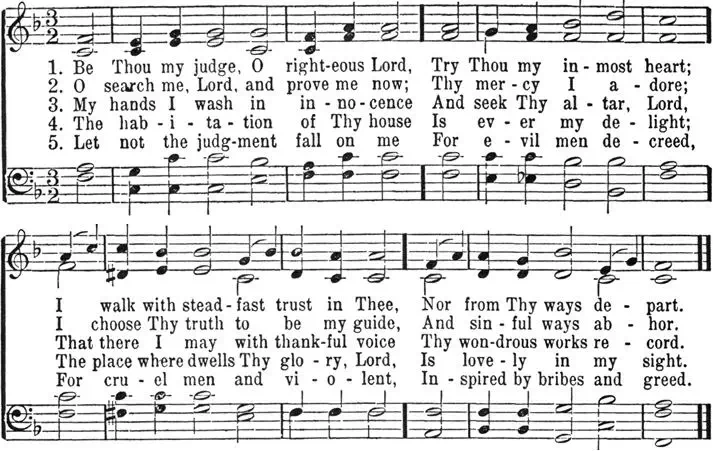 3 2
1. Be Thou my judge, O right-eous Lord, Try Thou my in-most heart;
2. O search me, Lord, and prove me now; Thy mer-cy I a-dore;
3. My hands I wash in in-no-cence And seek Thy al-tar, Lord,
4. The hab-i-ta-tion of Thy house Is ev-er my de-light;
5. Let not the judg-ment fall on me For e-vil men de-creed,
3 2
I walk with stead-fast trust in Thee, Nor from Thy ways de-part.
I choose Thy truth to be my guide, And sin-ful ways ab-hor.
That there I may with thank-ful voice Thy won-drous works re-cord.
The place where dwells Thy glo-ry, Lord, Is love-ly in my sight.
For cru-el men and vi-o-lent, In-spired by bribes and greed.